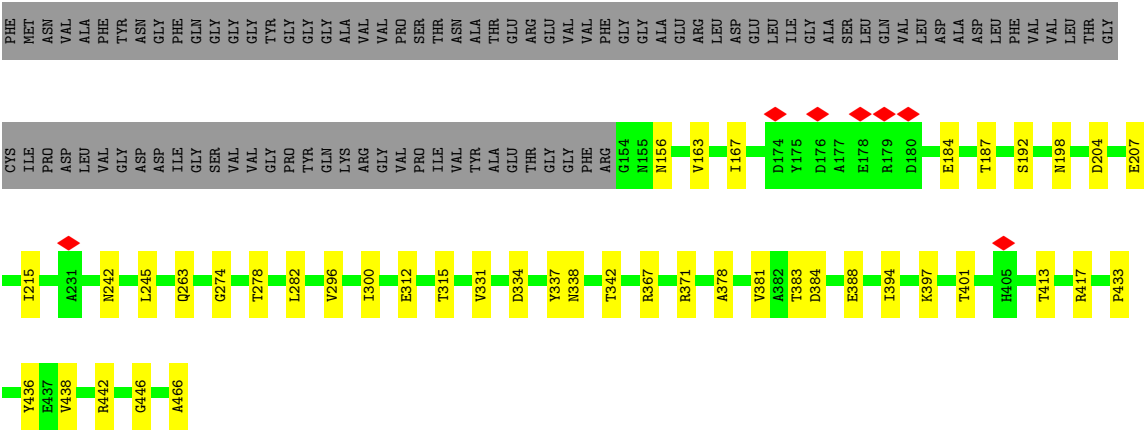 PHE MET ASN VAL ALA PHE TYR ASN GLY PHE GLN GLY GLY GLY TYR GLY GLY GLY ALA VAL VAL PRO SER THR ASN ALA THR GLU ARG GLU VAL VAL PHE GLY GLY ALA GLU ARG LEU ASP GLU LEU ILE GLY ALA SER LEU GLN VAL LEU ASP ALA ASP LEU PHE VAL VAL LEU THR GLY
CYS ILE PRO ASP LEU VAL GLY ASP ASP ILE GLY SER VAL VAL GLY PRO TYR GLN LYS ARG GLY VAL PRO ILE VAL TYR ALA GLU THR GLY GLY PHE ARG G154 N155 N156 V163 I167 D174 Y175 D176 A177 E178 R179 D180 E184 T187 S192 N198 D204 E207
I215 A231 N242 L245 Q263 G274 T278 L282 V296 I300 E312 T315 V331 D334 Y337 N338 T342 R367 R371 A378 V381 A382 T383 D384 E388 I394 K397 T401 H405 T413 R417 P433
Y436 E437 V438 R442 G446 A466